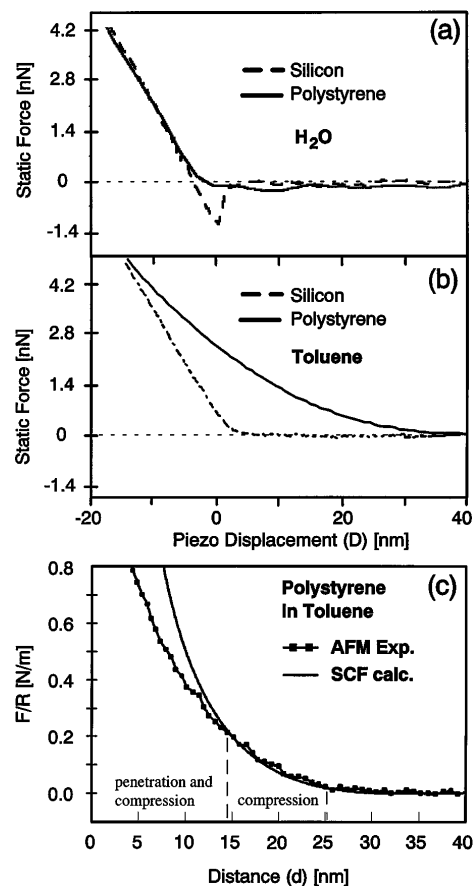 (a)
4.2
2.8
1.4
0
-1.4
Static Force [nN]
Silicon
Polystyrene
H₂O
(b)
4.2
2.8
1.4
0
-1.4
Static Force [nN]
Silicon
Polystyrene
Toluene
-20 0 20 40
Piezo Displacement (D) [nm]
(c)
0.8
0.6
0.4
0.2
0.0
F/R [N/m]
Polystyrene
In Toluene
AFM Exp.
SCF calc.
penetration and
compression
compression
0 5 10 15 20 25 30 35 40
Distance (d) [nm]